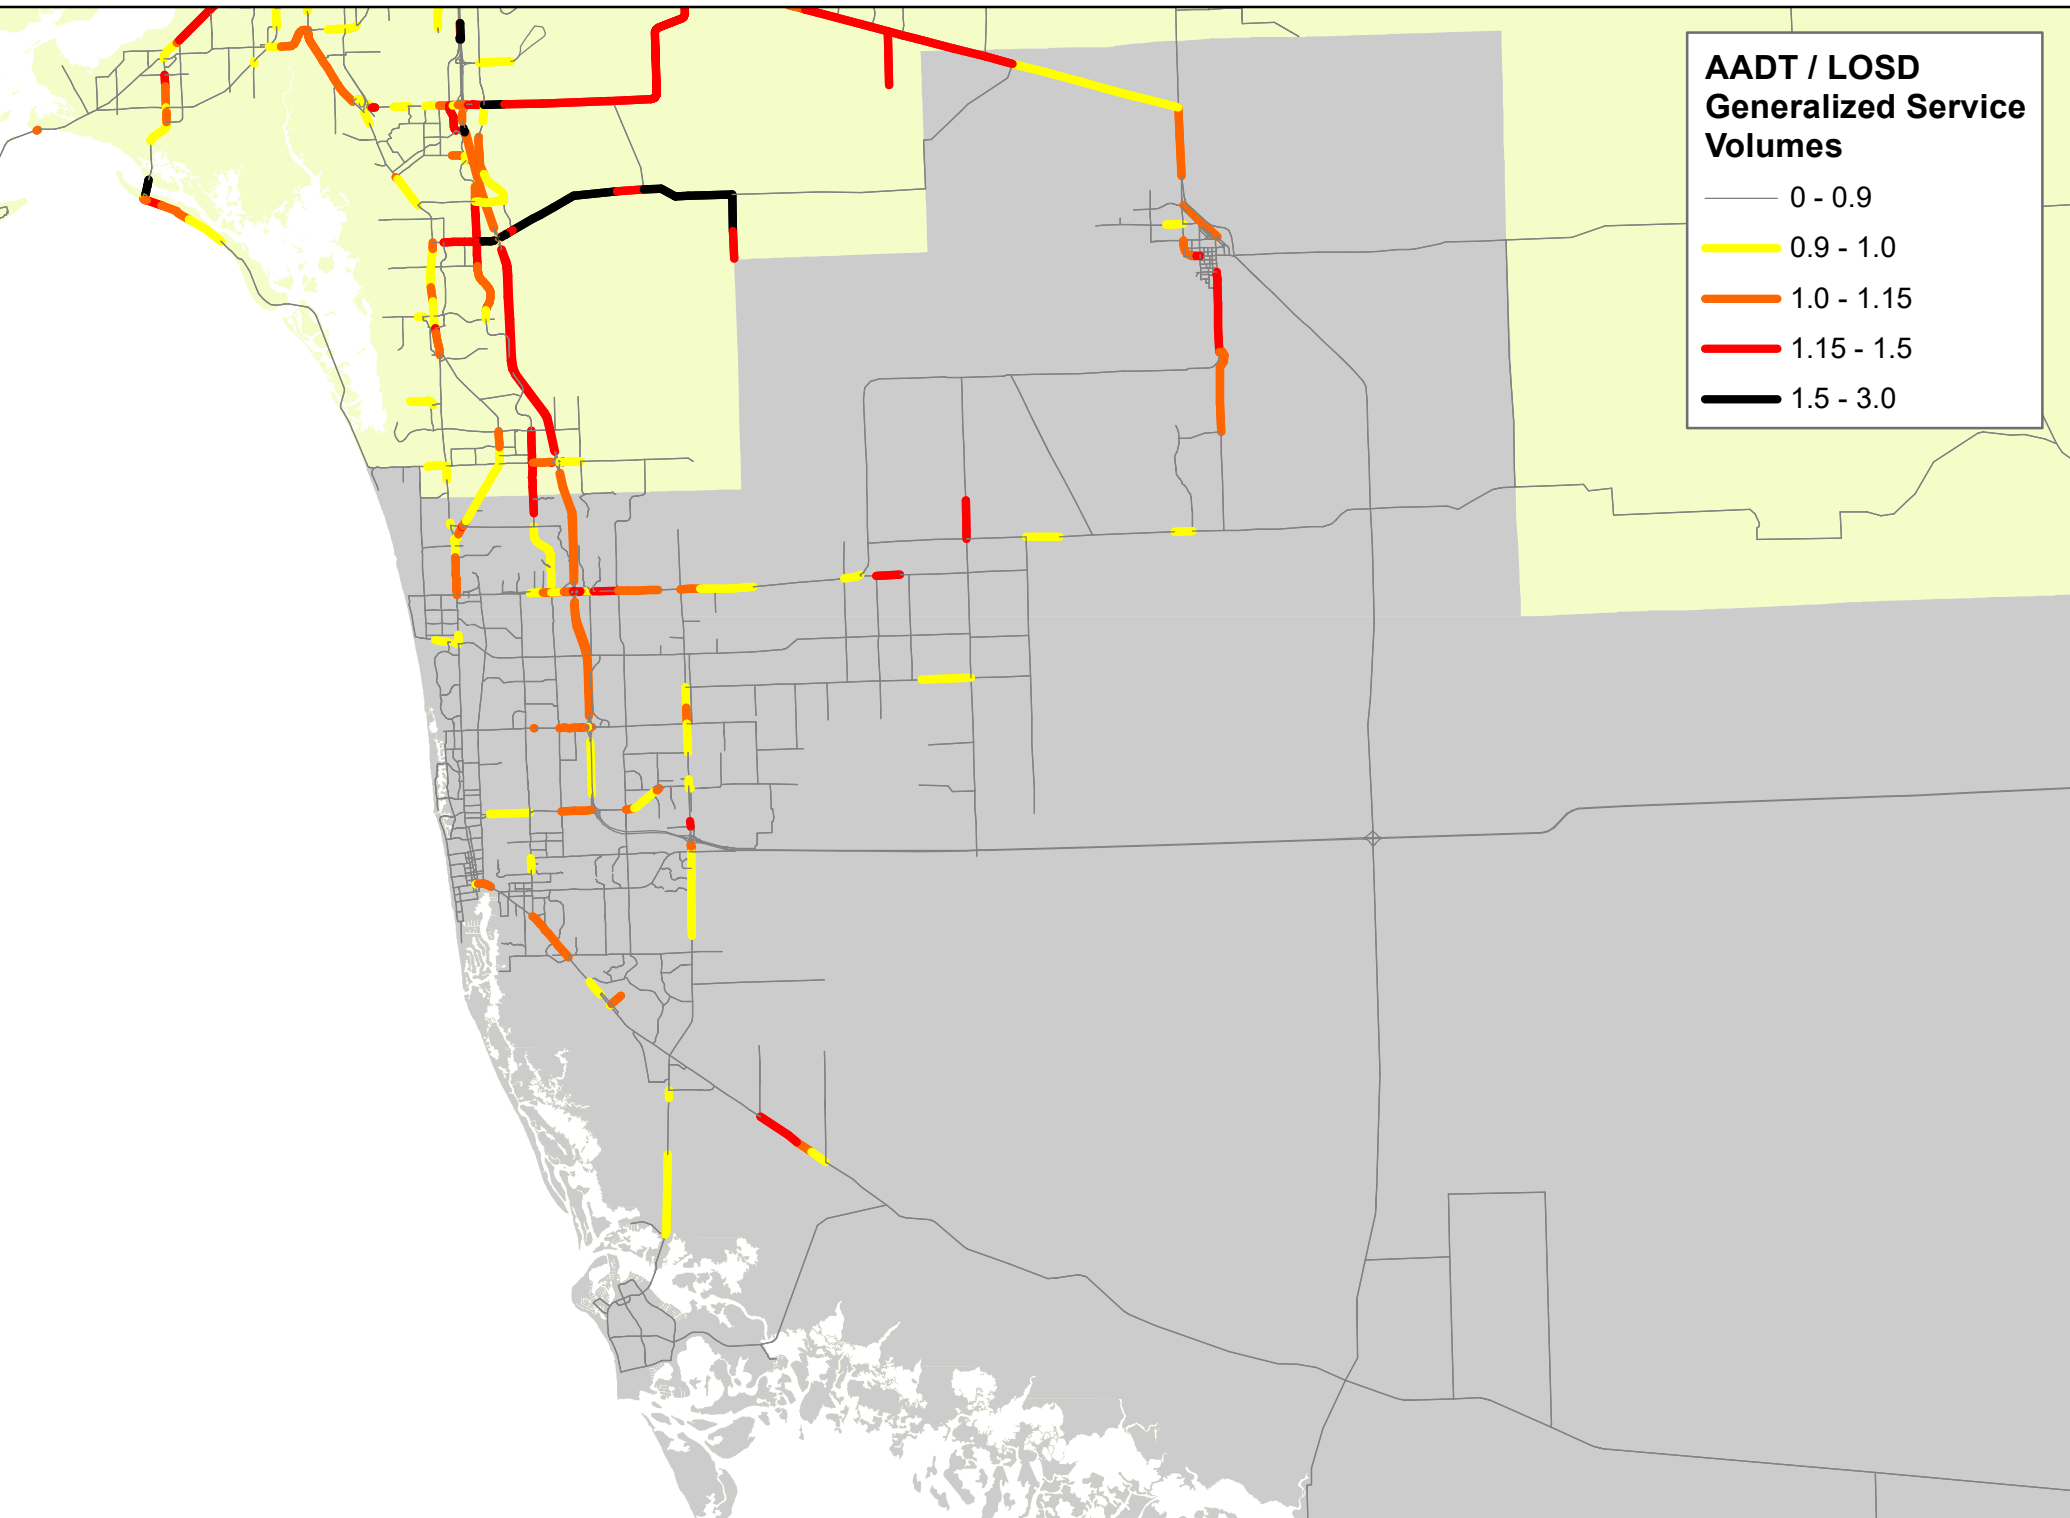 AADT / LOSD
Generalized Service
Volumes
0 - 0.9
0.9 - 1.0
1.0 - 1.15
1.15 - 1.5
1.5 - 3.0